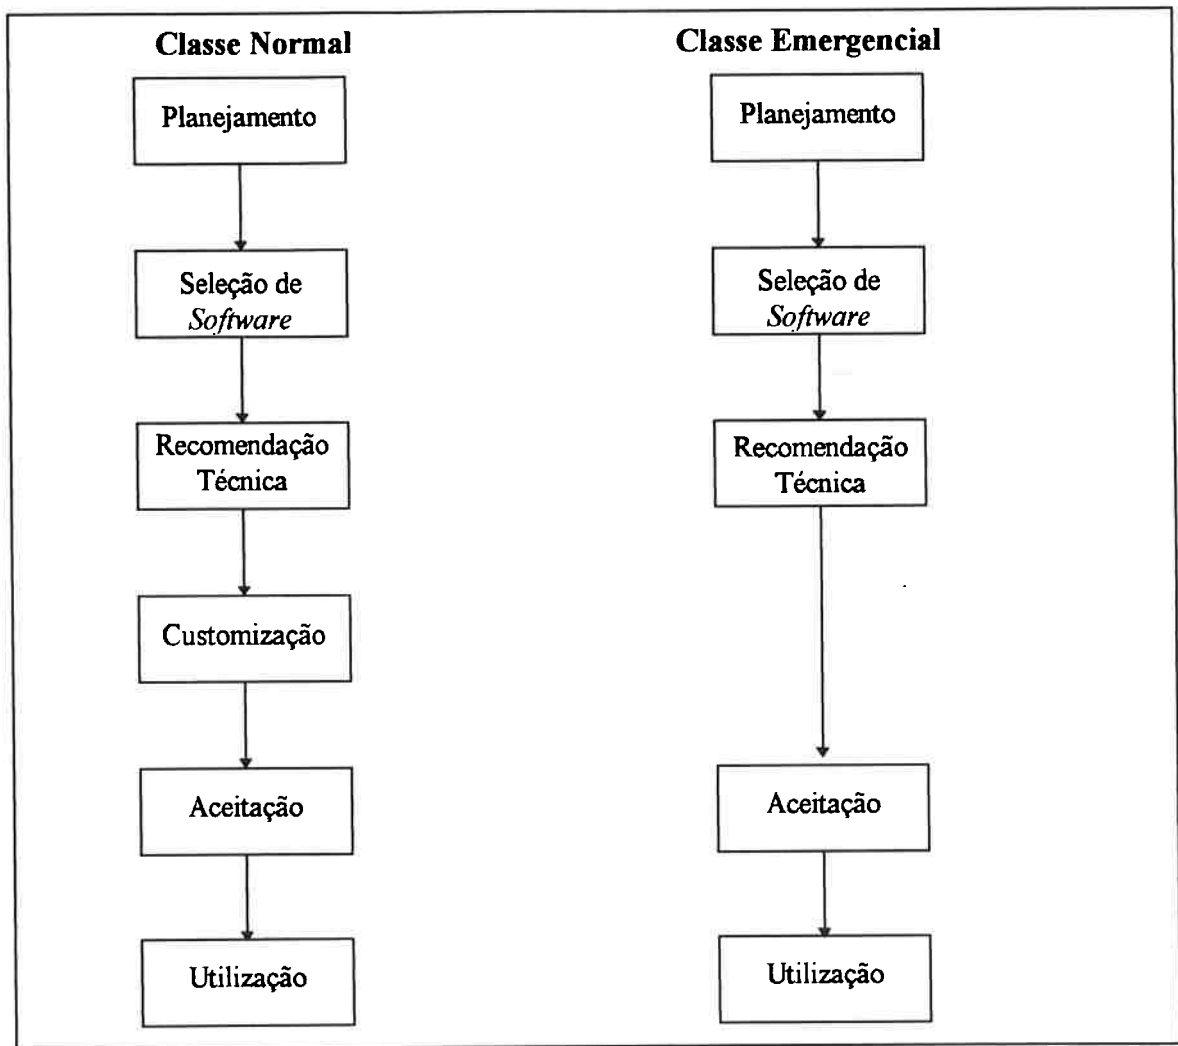 Classe Normal
Planejamento
Seleção de
Software
Recomendação
Técnica
Customização
Aceitação
Utilização
Classe Emergencial
Planejamento
Seleção de
Software
Recomendação
Técnica
Aceitação
Utilização